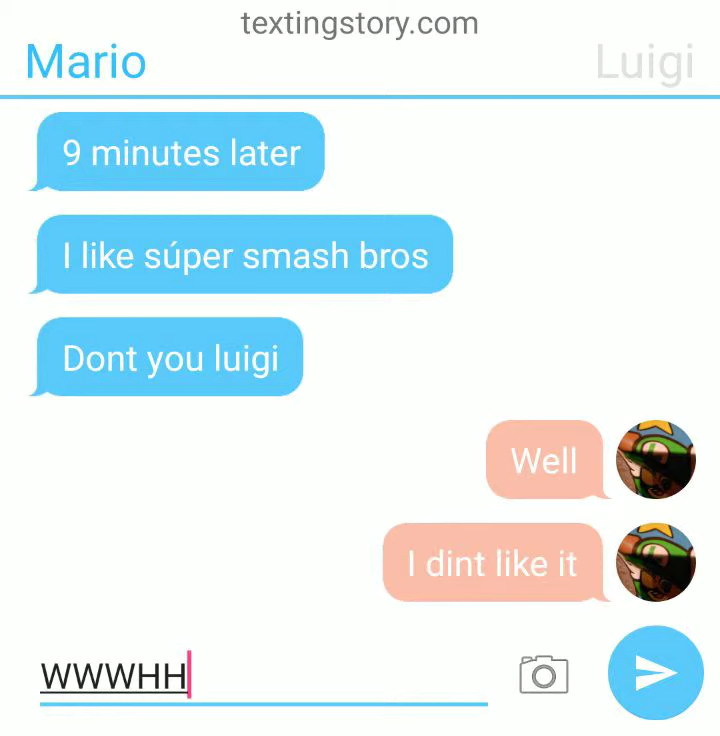 textingstory.com
Mario
Luigi
9 minutes later
I like súper smash bros
Dont you luigi
Well
I dint like it
WWWHH